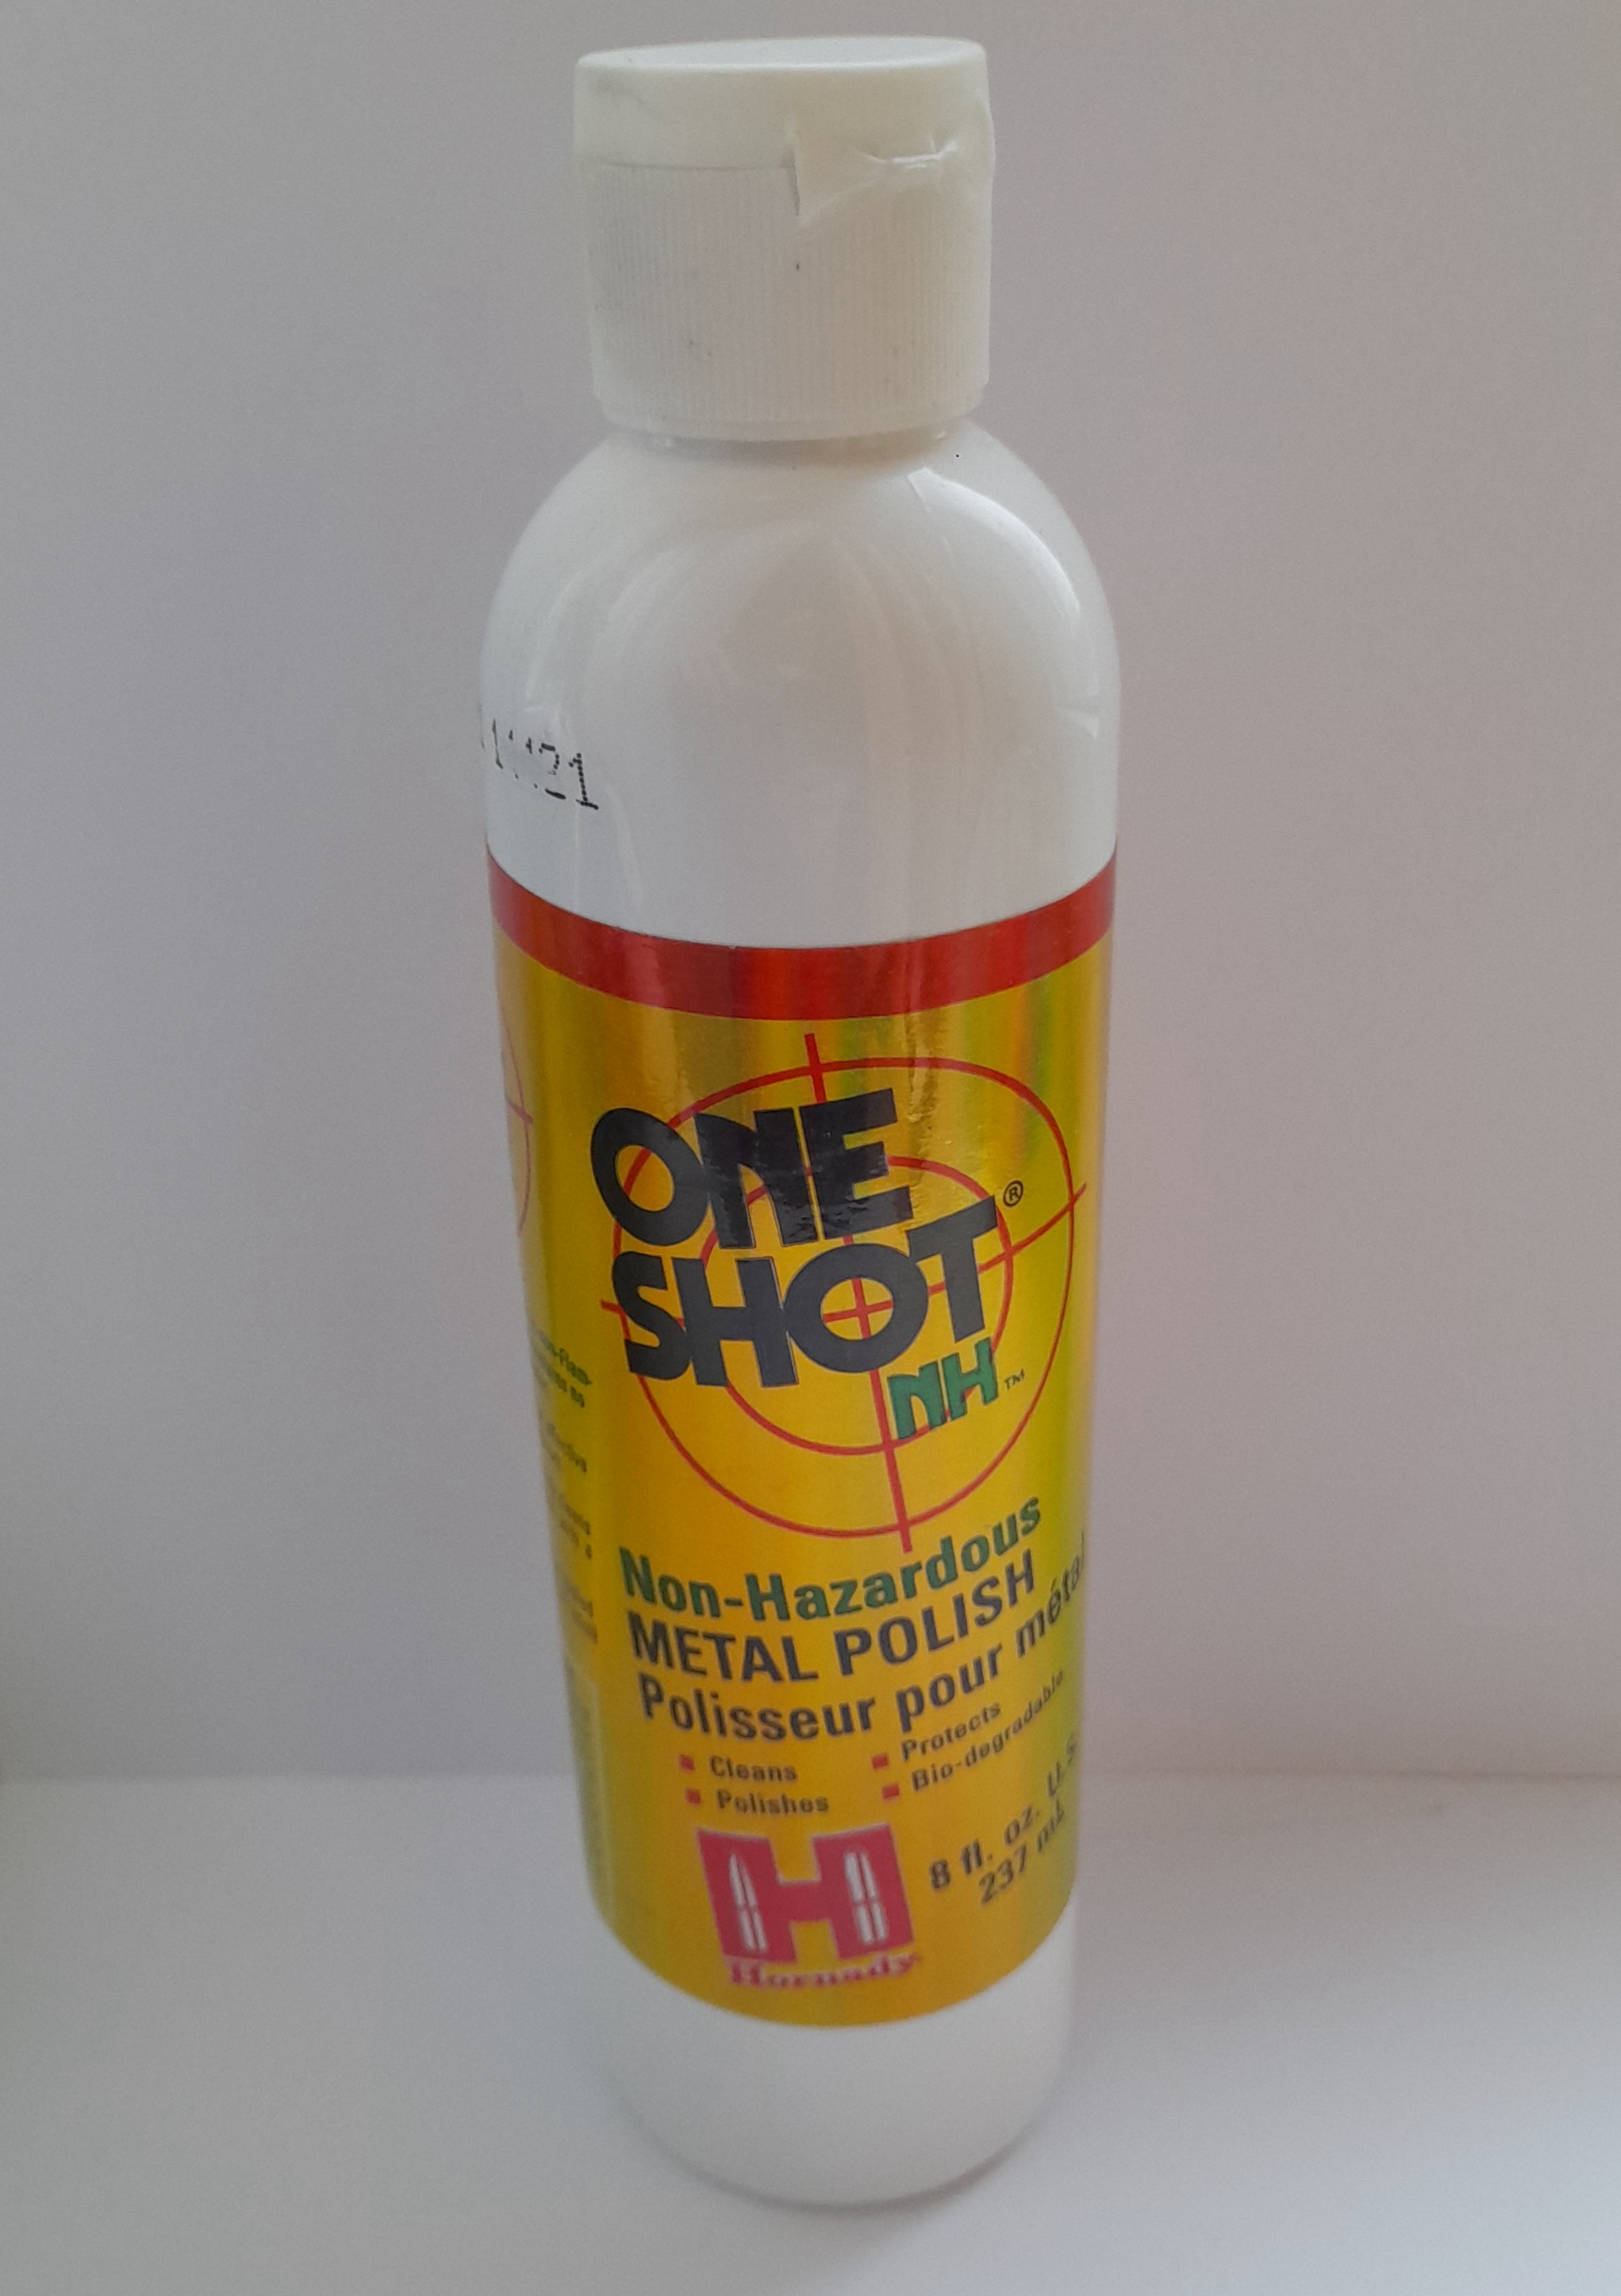 ONE
SHOT®
NH™
Non-Hazardous
METAL POLISH
Polisseur pour métal
Cleans
Polishes
Protects
Bio-degradable
8 fl. oz. U.S.
237 mL
H
Hornady